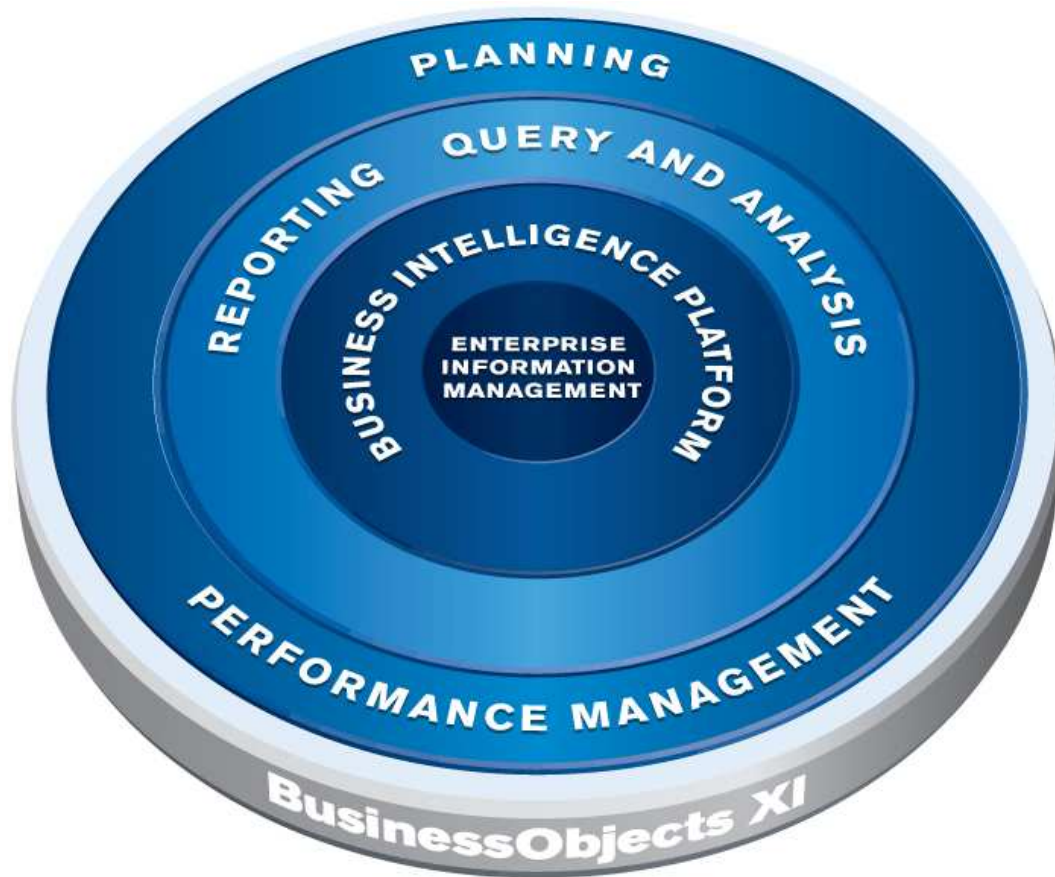 PLANNING
REPORTING
QUERY AND ANALYSIS
BUSINESS INTELLIGENCE PLATFORM
ENTERPRISE
INFORMATION
MANAGEMENT
PERFORMANCE MANAGEMENT
BusinessObjects XI